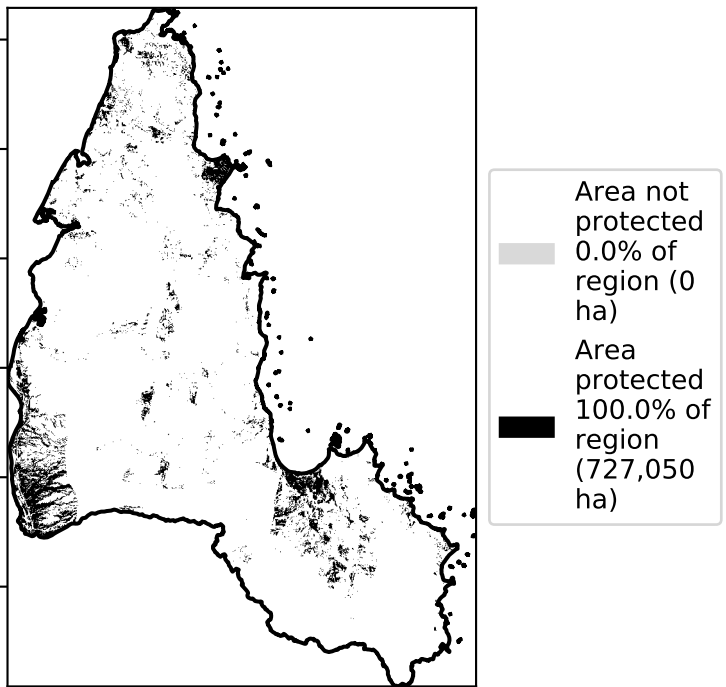 Area not
protected
0.0% of
region (0
ha)
Area
protected
100.0% of
region
(727,050
ha)